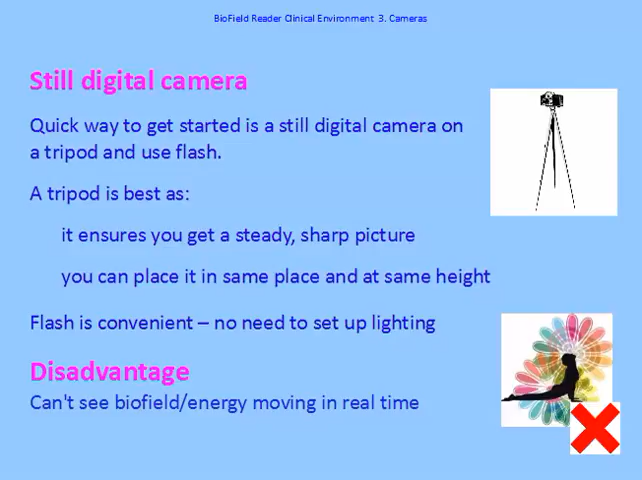 BioField Reader Clinical Environment  3. Cameras
Still digital camera
Quick way to get started is a still digital camera on
a tripod and use flash.
A tripod is best as:
it ensures you get a steady, sharp picture
you can place it in same place and at same height
Flash is convenient – no need to set up lighting
Disadvantage
Can't see biofield/energy moving in real time